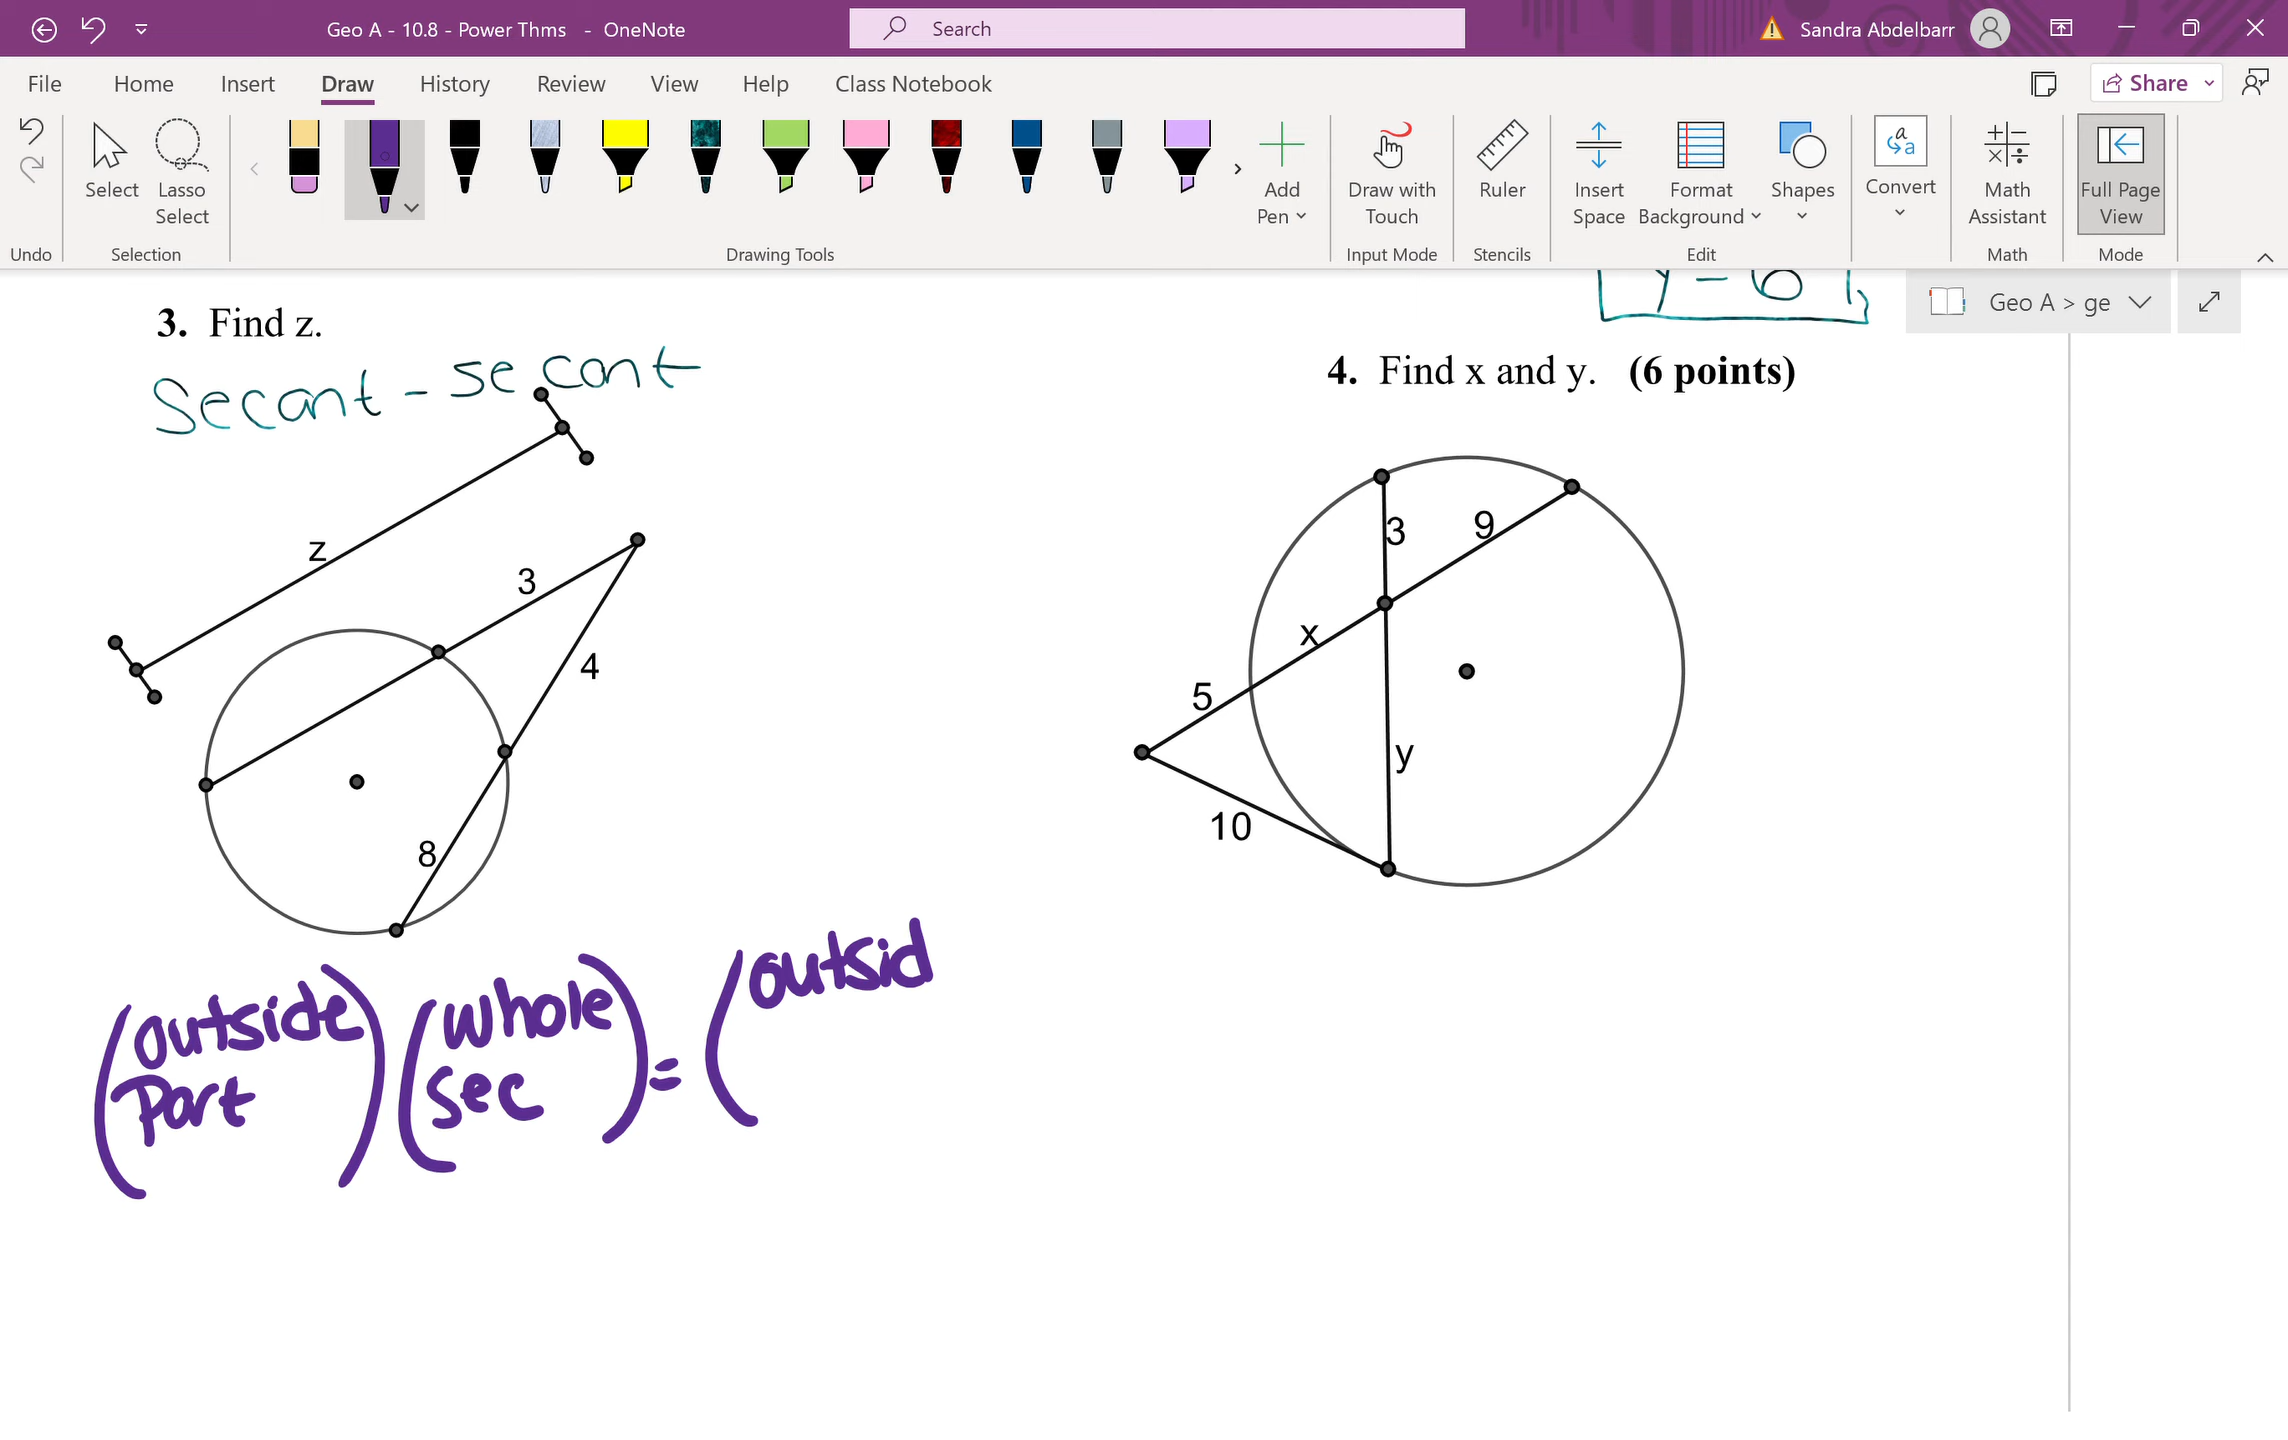 Geo A - 10.8 - Power Thms - OneNote
Search
Sandra Abdelbarr
File Home Insert Draw History Review View Help Class Notebook
Share
Select
Lasso Select
Add Pen
Draw with Touch
Ruler
Insert Space
Format Background
Shapes
Convert
Math Assistant
Full Page View
Undo Selection Drawing Tools Input Mode Stencils Edit Math Mode
y = 6
Geo A > ge
3. Find z.
Secant - secant
z
3
4
8
4. Find x and y. (6 points)
3
9
x
5
y
10
(outside part) (whole sec) = (outsid